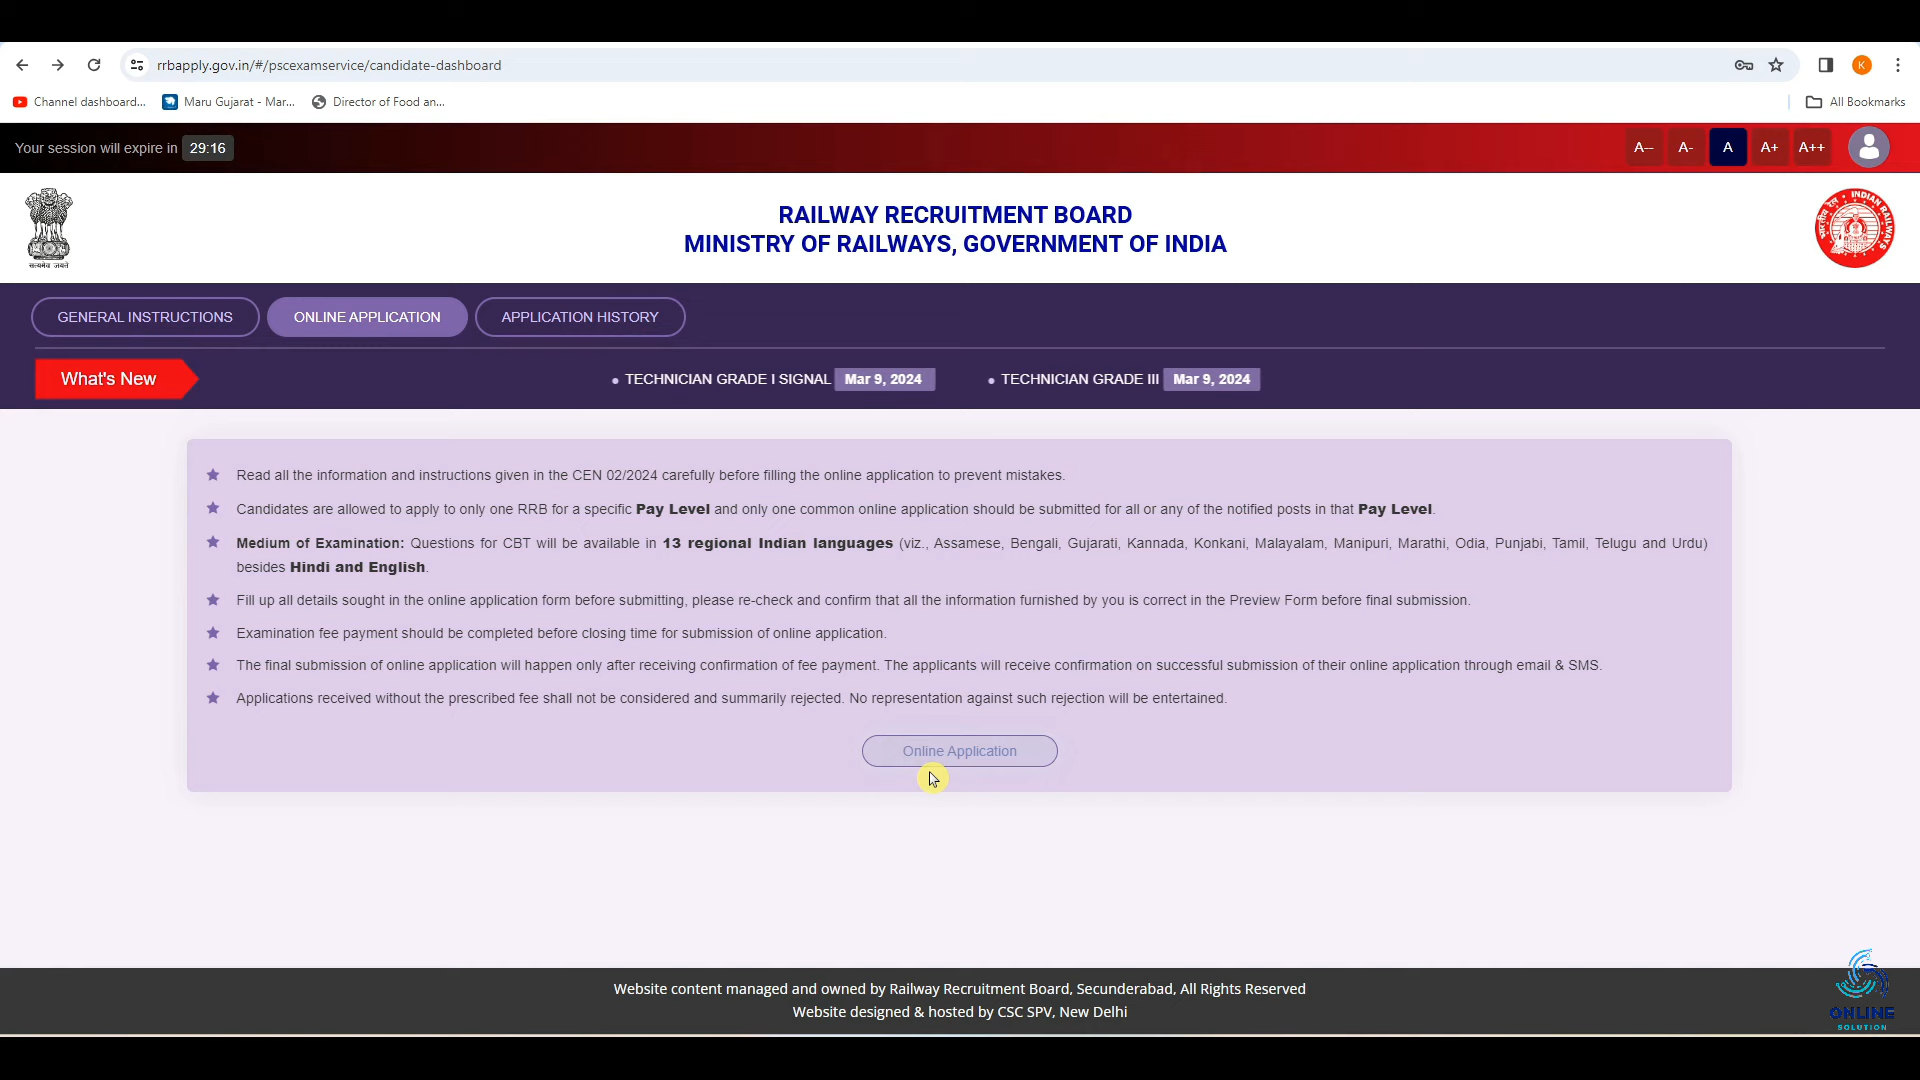 rrbapply.gov.in/#/pscexamservice/candidate-dashboard
K
Channel dashboard... Maru Gujarat - Mar... Director of Food an... All Bookmarks
Your session will expire in 29:16 A-- A- A A+ A++
सत्यमेव जयते
RAILWAY RECRUITMENT BOARD
MINISTRY OF RAILWAYS, GOVERNMENT OF INDIA
INDIAN RAILWAYS भारतीय रेल
GENERAL INSTRUCTIONS ONLINE APPLICATION APPLICATION HISTORY
What's New • TECHNICIAN GRADE I SIGNAL Mar 9, 2024 • TECHNICIAN GRADE III Mar 9, 2024
Read all the information and instructions given in the CEN 02/2024 carefully before filling the online application to prevent mistakes.
Candidates are allowed to apply to only one RRB for a specific Pay Level and only one common online application should be submitted for all or any of the notified posts in that Pay Level.
Medium of Examination: Questions for CBT will be available in 13 regional Indian languages (viz., Assamese, Bengali, Gujarati, Kannada, Konkani, Malayalam, Manipuri, Marathi, Odia, Punjabi, Tamil, Telugu and Urdu)
besides Hindi and English.
Fill up all details sought in the online application form before submitting, please re-check and confirm that all the information furnished by you is correct in the Preview Form before final submission.
Examination fee payment should be completed before closing time for submission of online application.
The final submission of online application will happen only after receiving confirmation of fee payment. The applicants will receive confirmation on successful submission of their online application through email & SMS.
Applications received without the prescribed fee shall not be considered and summarily rejected. No representation against such rejection will be entertained.
Online Application
Website content managed and owned by Railway Recruitment Board, Secunderabad, All Rights Reserved
Website designed & hosted by CSC SPV, New Delhi
ONLINE
SOLUTION